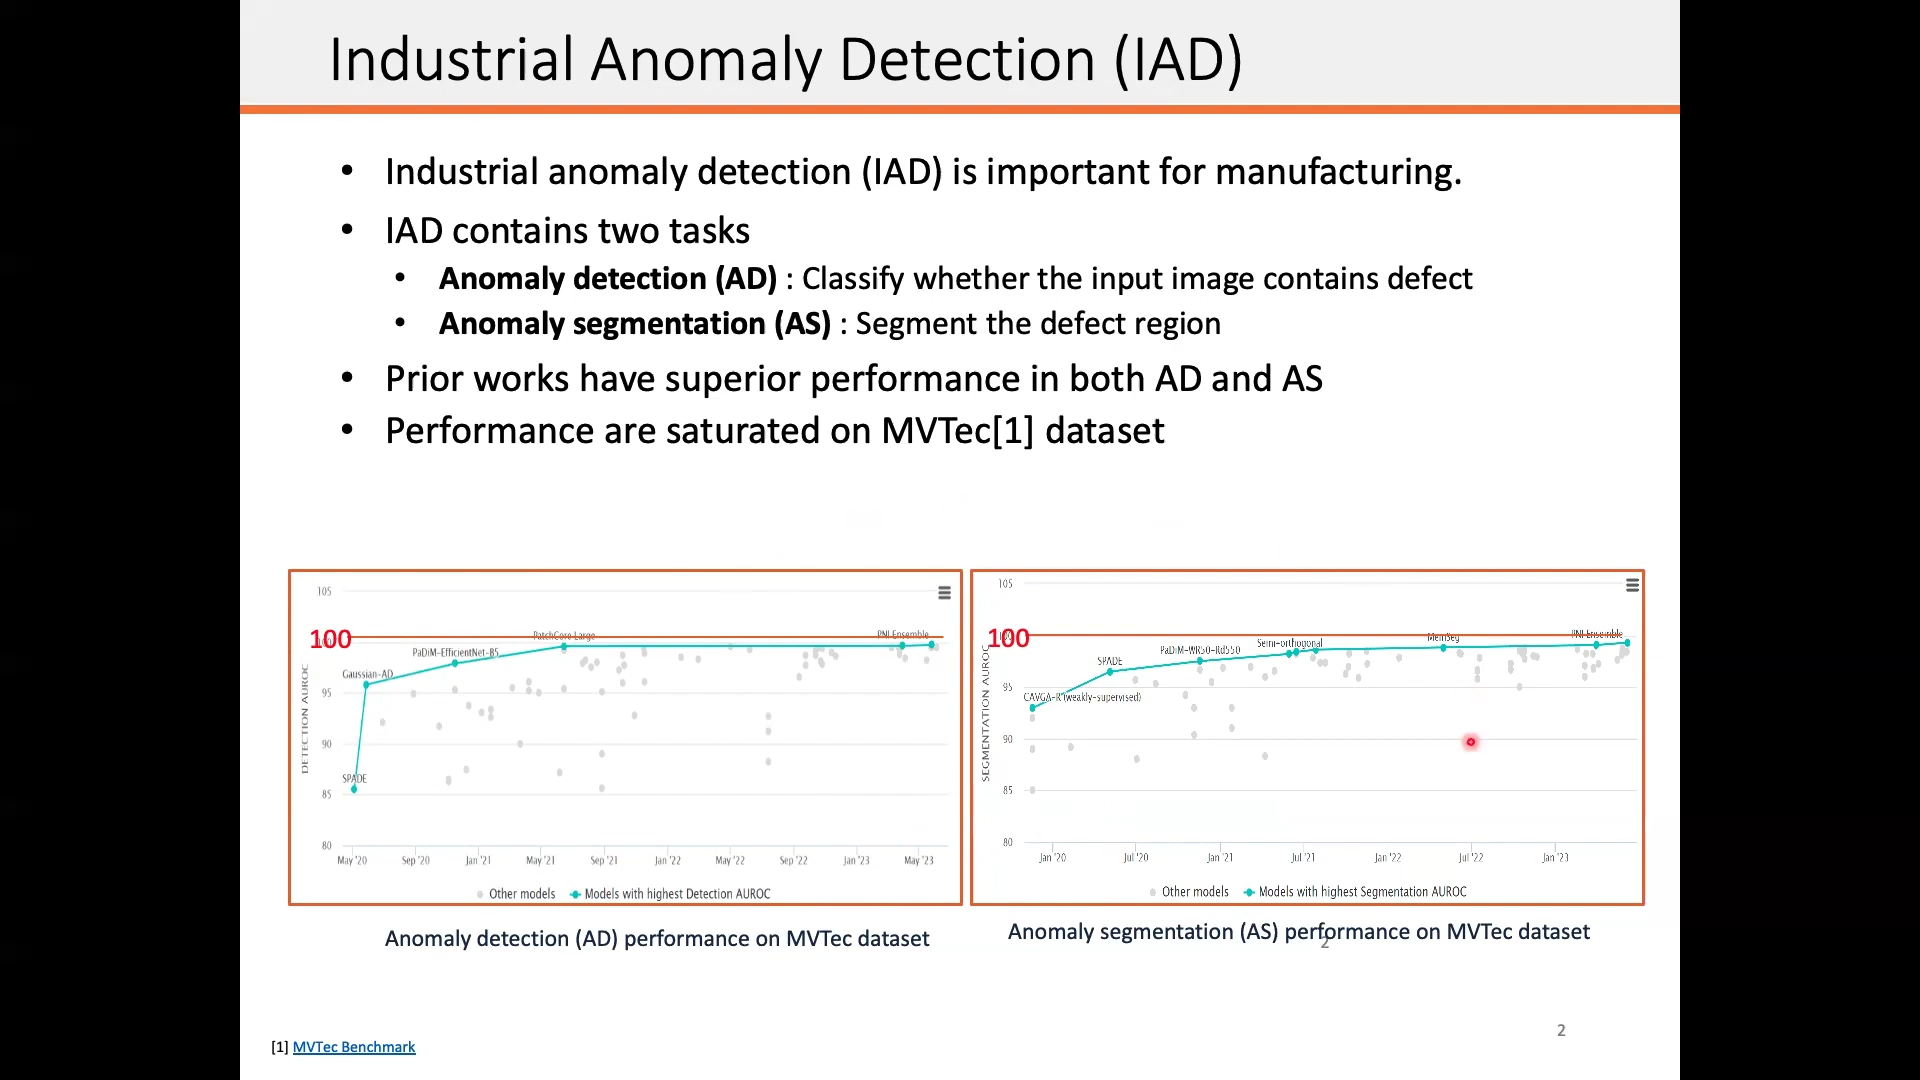 Industrial Anomaly Detection (IAD)
• Industrial anomaly detection (IAD) is important for manufacturing.
• IAD contains two tasks
• Anomaly detection (AD) : Classify whether the input image contains defect
• Anomaly segmentation (AS) : Segment the defect region
• Prior works have superior performance in both AD and AS
• Performance are saturated on MVTec[1] dataset
105
100
95
90
85
80
DETECTION AUROC
SPADE
Gaussian-AD
PaDiM-EfficientNet-B5
PatchCore Large
PNI Ensemble
May '20 Sep '20 Jan '21 May '21 Sep '21 Jan '22 May '22 Sep '22 Jan '23 May '23
Other models Models with highest Detection AUROC
Anomaly detection (AD) performance on MVTec dataset
105
100
95
90
85
80
SEGMENTATION AUROC
CAVGA-R (weakly-supervised)
SPADE
PaDiM-WR50-Rd550
Semi-orthogonal
MemSeg
PNI Ensemble
Jan '20 Jul '20 Jan '21 Jul '21 Jan '22 Jul '22 Jan '23
Other models Models with highest Segmentation AUROC
Anomaly segmentation (AS) performance on MVTec dataset
2
2
[1] MVTec Benchmark